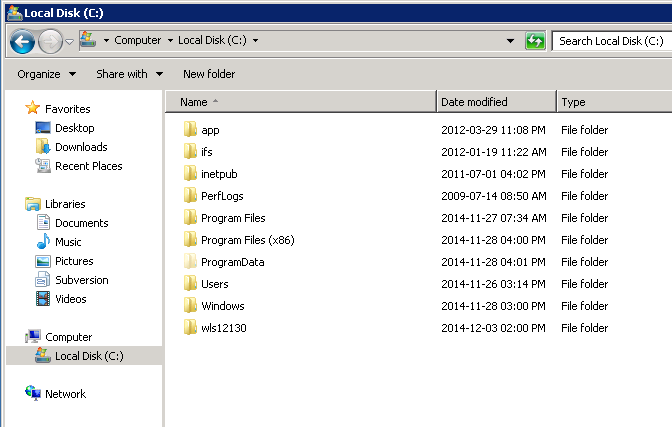 Local Disk (C:)
Computer Local Disk (C:) Search Local Disk (C:)
Organize Share with New folder
Favorites
Desktop
Downloads
Recent Places
Libraries
Documents
Music
Pictures
Subversion
Videos
Computer
Local Disk (C:)
Network
Name Date modified Type
app 2012-03-29 11:08 PM File folder
ifs 2012-01-19 11:22 AM File folder
inetpub 2011-07-01 04:02 PM File folder
PerfLogs 2009-07-14 08:50 AM File folder
Program Files 2014-11-27 07:34 AM File folder
Program Files (x86) 2014-11-28 04:00 PM File folder
ProgramData 2014-11-28 04:01 PM File folder
Users 2014-11-26 03:14 PM File folder
Windows 2014-11-28 03:00 PM File folder
wls12130 2014-12-03 02:00 PM File folder